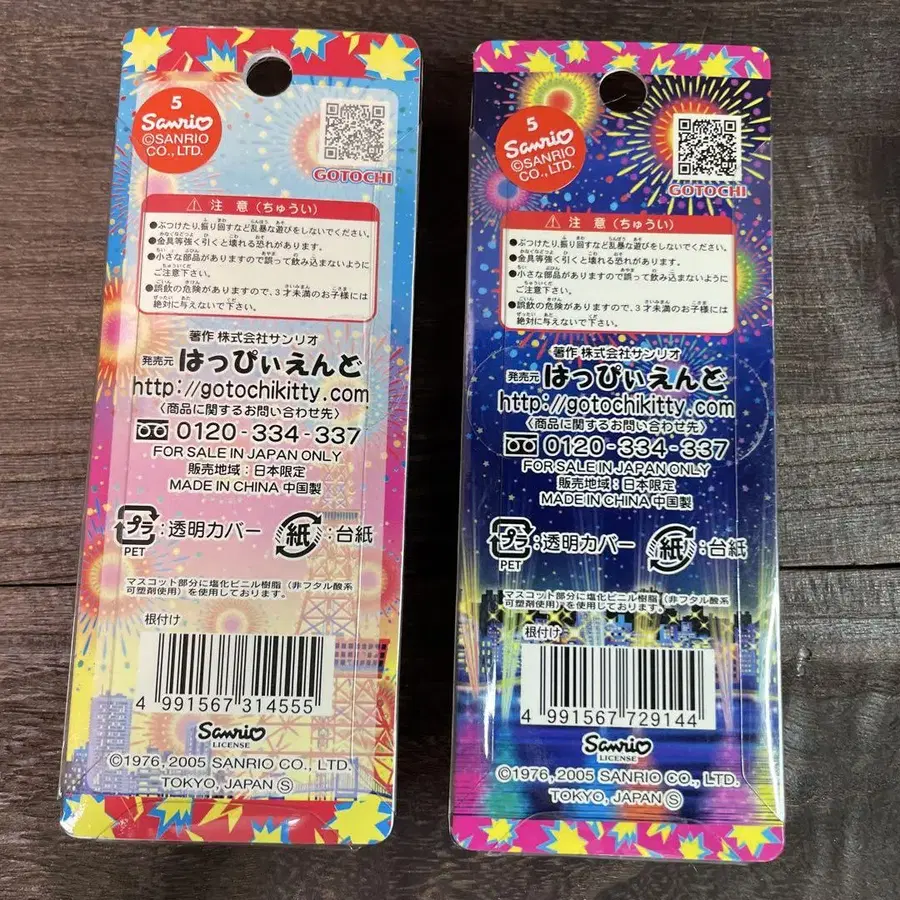 5
Sanrio
©SANRIO
CO., LTD.
GOTOCHI
注意(ちゅうい)
●ぶつけたり、振り回すなど乱暴な遊びをしないでください。
●金具等強く引くと壊れる恐れがあります。
●小さな部品がありますので誤って飲み込まないように
ご注意下さい。
●誤飲の危険がありますので、3才未満のお子様には
絶対に与えないで下さい。
著作 株式会社サンリオ
発売元 はっぴぃえんど
http://gotochikitty.com
〈商品に関するお問い合わせ先〉
0120-334-337
FOR SALE IN JAPAN ONLY
販売地域:日本限定
MADE IN CHINA 中国製
プラ:透明カバー 紙:台紙
PET
マスコット部分に塩化ビニル樹脂(非フタル酸系
可塑剤使用)を使用しております。
根付け
4 991567 314555
Sanrio
LICENSE
©1976, 2005 SANRIO CO., LTD.
TOKYO, JAPAN Ⓢ
5
Sanrio
©SANRIO
CO., LTD.
GOTOCHI
注意(ちゅうい)
●ぶつけたり、振り回すなど乱暴な遊びをしないでください。
●金具等強く引くと壊れる恐れがあります。
●小さな部品がありますので誤って飲み込まないように
ご注意下さい。
●誤飲の危険がありますので、3才未満のお子様には
絶対に与えないで下さい。
著作 株式会社サンリオ
発売元 はっぴぃえんど
http://gotochikitty.com
〈商品に関するお問い合わせ先〉
0120-334-337
FOR SALE IN JAPAN ONLY
販売地域:日本限定
MADE IN CHINA 中国製
プラ:透明カバー 紙:台紙
PET
マスコット部分に塩化ビニル樹脂(非フタル酸系
可塑剤使用)を使用しております。
根付け
4 991567 729144
Sanrio
LICENSE
©1976, 2005 SANRIO CO., LTD.
TOKYO, JAPAN Ⓢ